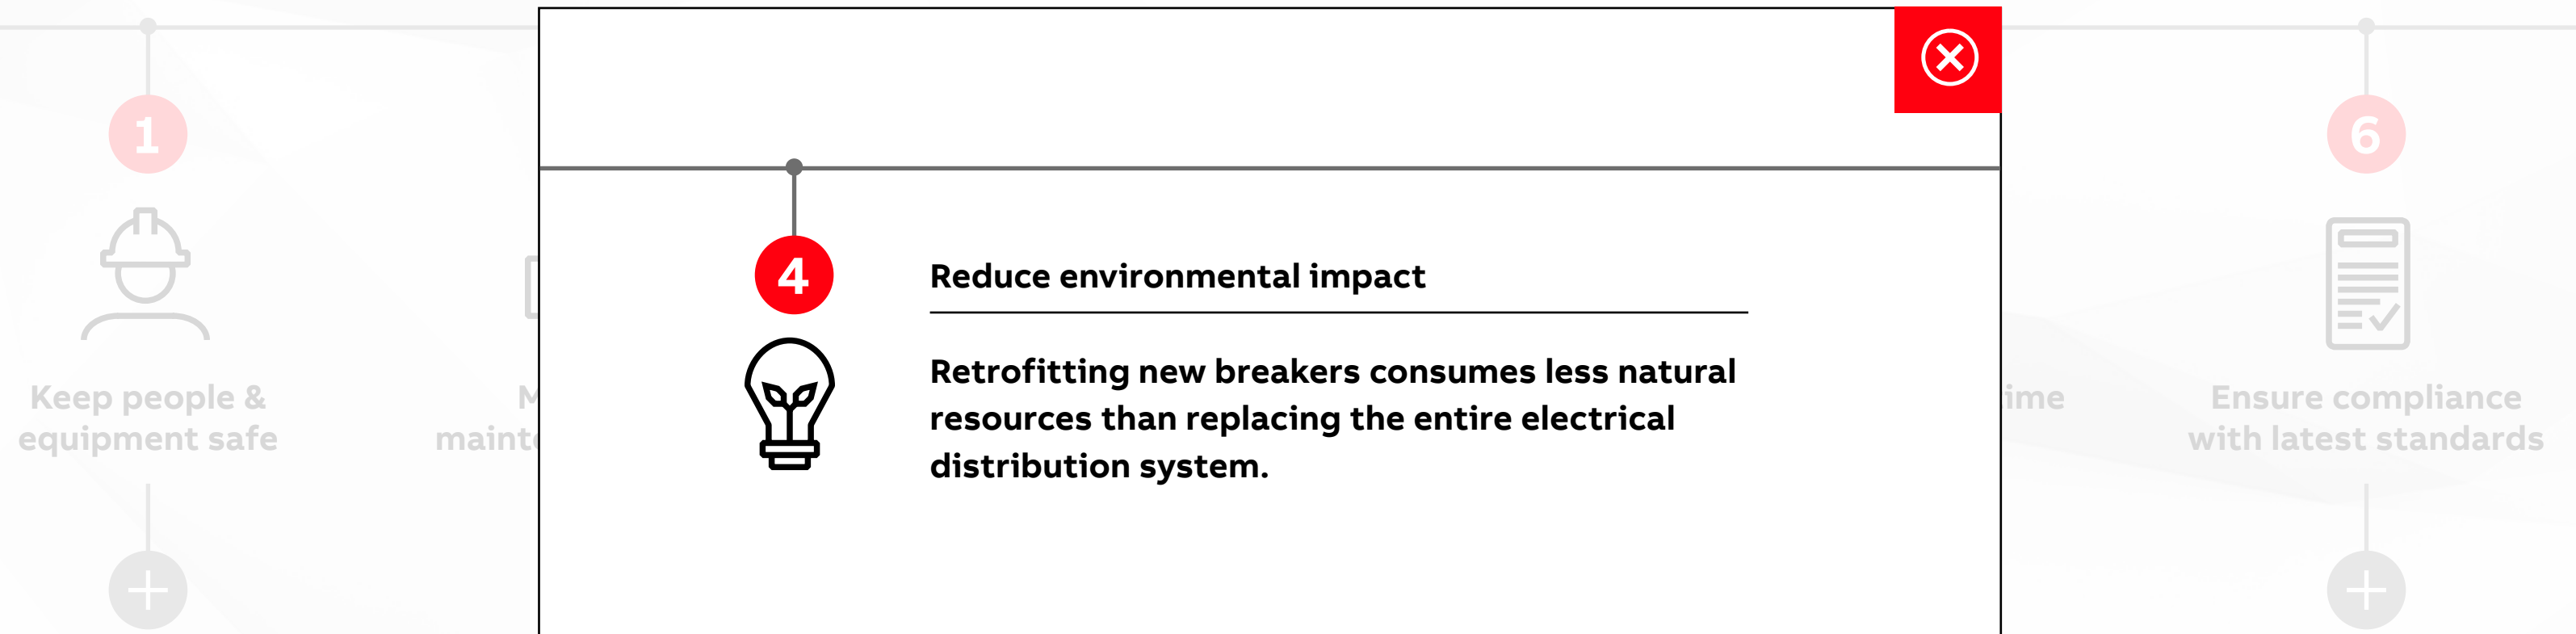 1
Keep people &
equipment safe
4
Reduce environmental impact
Retrofitting new breakers consumes less natural
resources than replacing the entire electrical
distribution system.
6
Ensure compliance
with latest standards